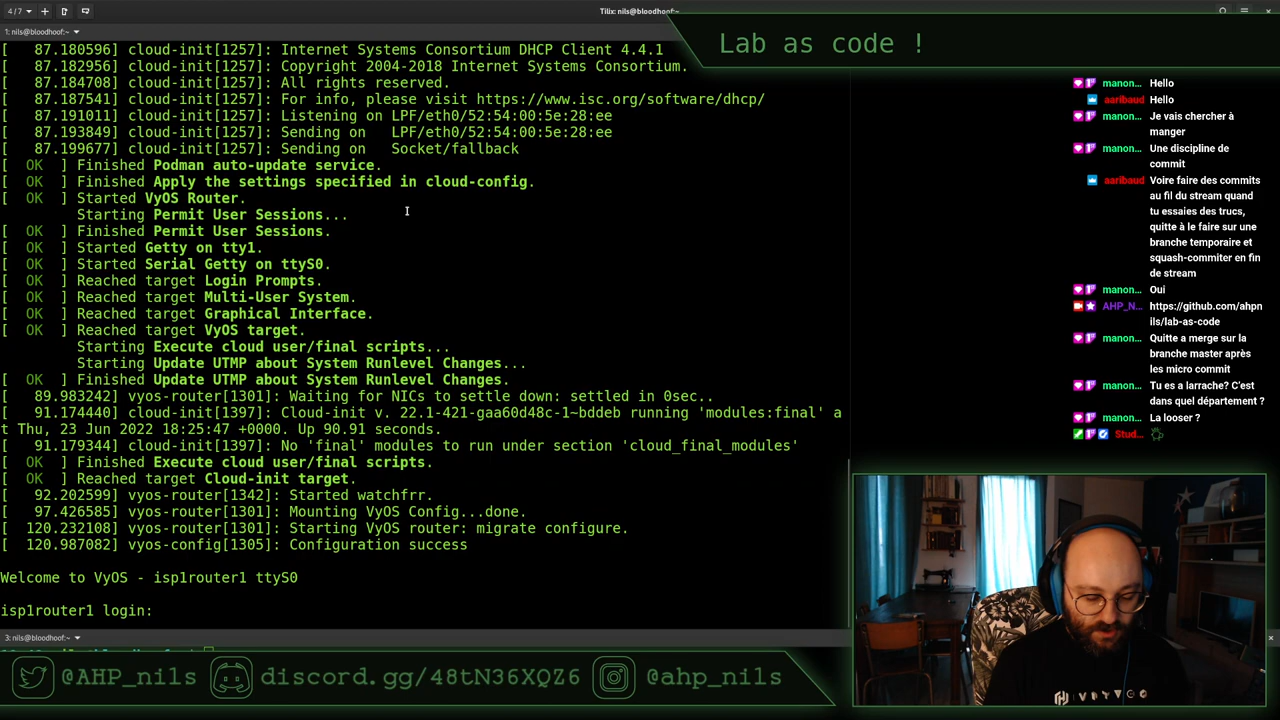 4 / 7
Tilix: nils@bloodhoof:~
1: nils@bloodhoof:~
Lab as code !
[   87.180596] cloud-init[1257]: Internet Systems Consortium DHCP Client 4.4.1
[   87.182956] cloud-init[1257]: Copyright 2004-2018 Internet Systems Consortium.
[   87.184708] cloud-init[1257]: All rights reserved.
[   87.187541] cloud-init[1257]: For info, please visit https://www.isc.org/software/dhcp/
[   87.191011] cloud-init[1257]: Listening on LPF/eth0/52:54:00:5e:28:ee
[   87.193849] cloud-init[1257]: Sending on   LPF/eth0/52:54:00:5e:28:ee
[   87.199677] cloud-init[1257]: Sending on   Socket/fallback
[  OK  ] Finished Podman auto-update service.
[  OK  ] Finished Apply the settings specified in cloud-config.
[  OK  ] Started VyOS Router.
         Starting Permit User Sessions...
[  OK  ] Finished Permit User Sessions.
[  OK  ] Started Getty on tty1.
[  OK  ] Started Serial Getty on ttyS0.
[  OK  ] Reached target Login Prompts.
[  OK  ] Reached target Multi-User System.
[  OK  ] Reached target Graphical Interface.
[  OK  ] Reached target VyOS target.
         Starting Execute cloud user/final scripts...
         Starting Update UTMP about System Runlevel Changes...
[  OK  ] Finished Update UTMP about System Runlevel Changes.
[   89.983242] vyos-router[1301]: Waiting for NICs to settle down: settled in 0sec..
[   91.174440] cloud-init[1397]: Cloud-init v. 22.1-421-gaa60d48c-1~bddeb running 'modules:final' a
t Thu, 23 Jun 2022 18:25:47 +0000. Up 90.91 seconds.
[   91.179344] cloud-init[1397]: No 'final' modules to run under section 'cloud_final_modules'
[  OK  ] Finished Execute cloud user/final scripts.
[  OK  ] Reached target Cloud-init target.
[   92.202599] vyos-router[1342]: Started watchfrr.
[   97.426585] vyos-router[1301]: Mounting VyOS Config...done.
[  120.232108] vyos-router[1301]: Starting VyOS router: migrate configure.
[  120.987082] vyos-config[1305]: Configuration success
Welcome to VyOS - isp1router1 ttyS0
isp1router1 login:
3: nils@bloodhoof:~
@AHP_nils
discord.gg/48tN36XQZ6
@ahp_nils
manon... Hello
aaribaud Hello
manon... Je vais chercher à
manger
manon... Une discipline de
commit
aaribaud Voire faire des commits
au fil du stream quand
tu essaies des trucs,
quitte à le faire sur une
branche temporaire et
squash-commiter en fin
de stream
manon... Oui
AHP_N... https://github.com/ahpn
ils/lab-as-code
manon... Quitte a merge sur la
branche master après
les micro commit
manon... Tu es a larrache? C'est
dans quel département ?
manon... La looser ?
Stud...